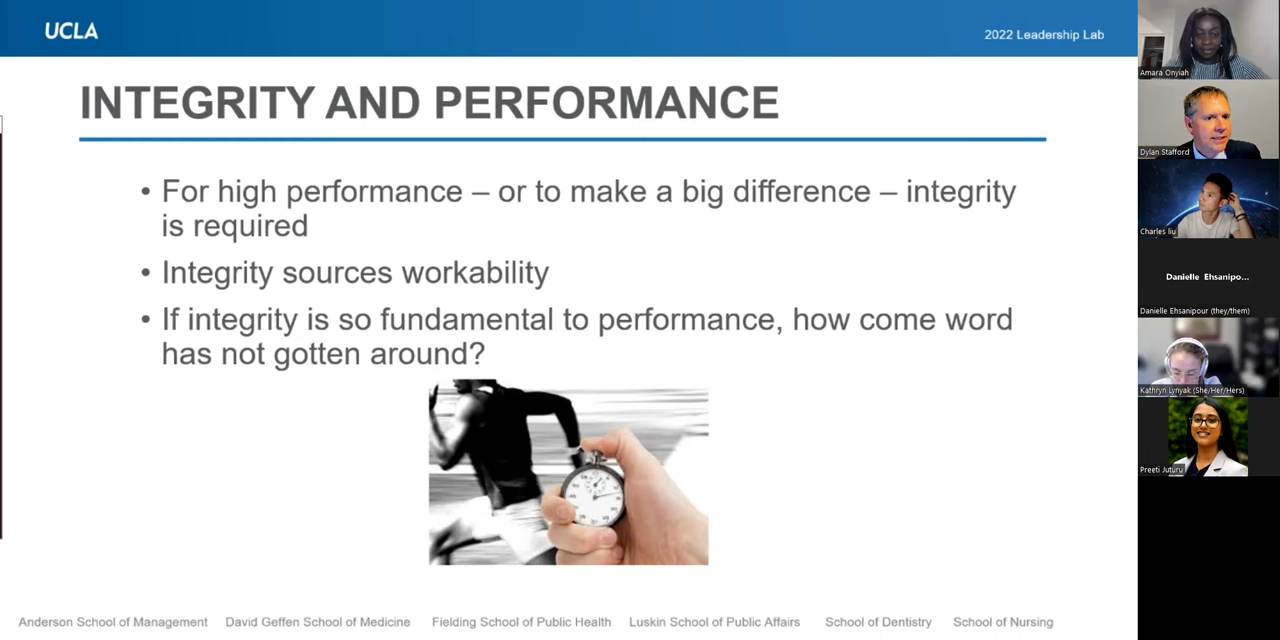 UCLA
2022 Leadership Lab
INTEGRITY AND PERFORMANCE
• For high performance – or to make a big difference – integrity
is required
• Integrity sources workability
• If integrity is so fundamental to performance, how come word
has not gotten around?
Anderson School of Management David Geffen School of Medicine Fielding School of Public Health Luskin School of Public Affairs School of Dentistry School of Nursing
Amara Onyiah
Dylan Stafford
Charles liu
Danielle Ehsanipo...
Danielle Ehsanipour (they/them)
Kathryn Lynyak (She/Her/Hers)
Preeti Juturu